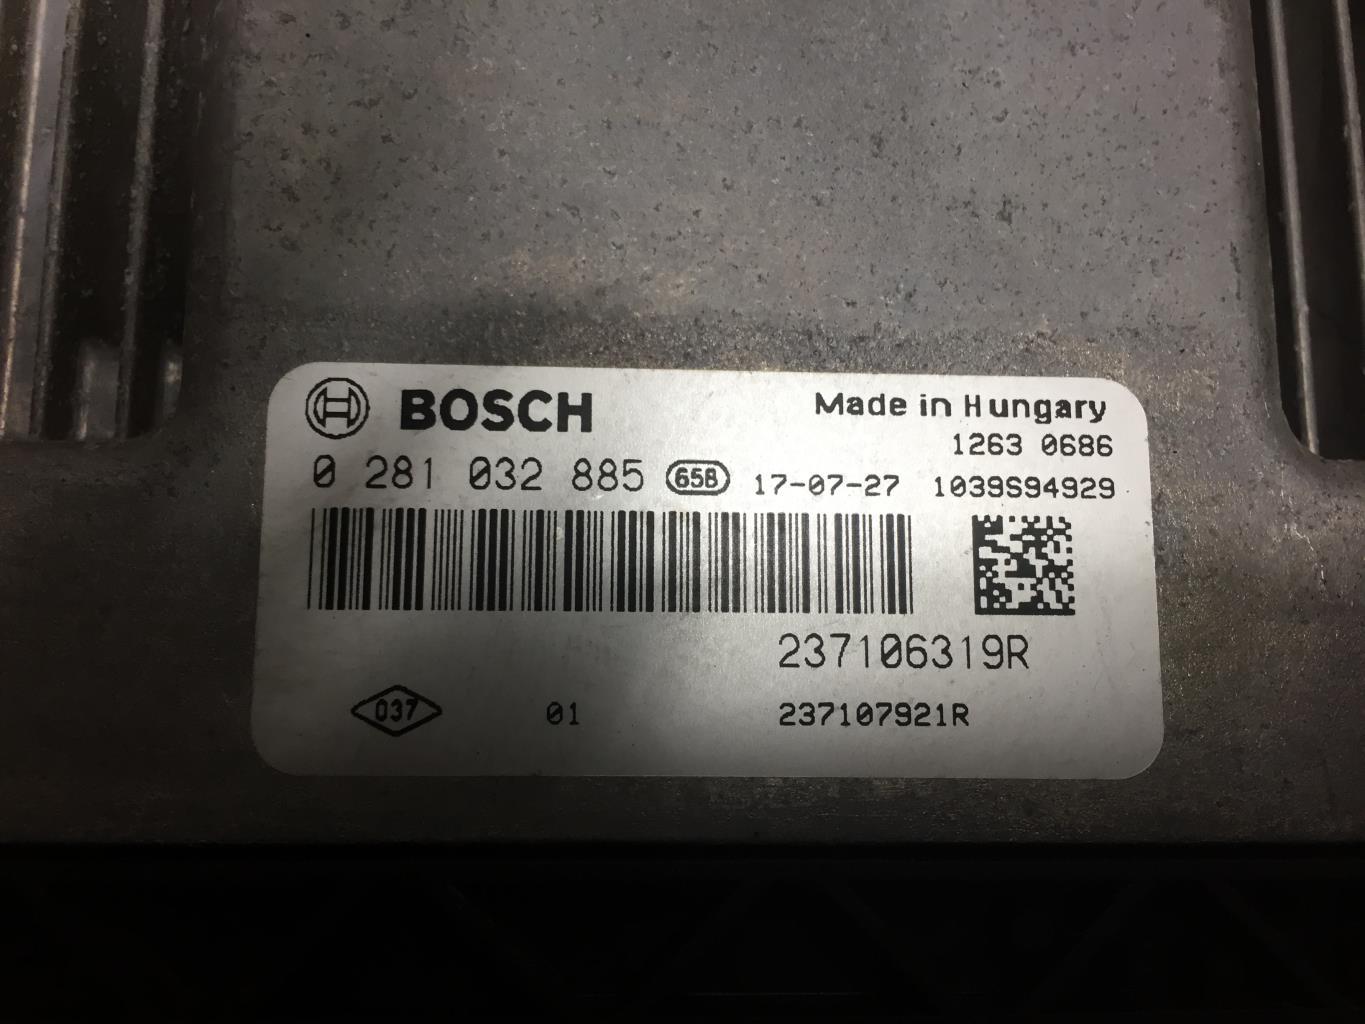 BOSCH Made in Hungary
1263 0686
0 281 032 885 65B 17-07-27 1039S94929
237106319R
037 01 237107921R